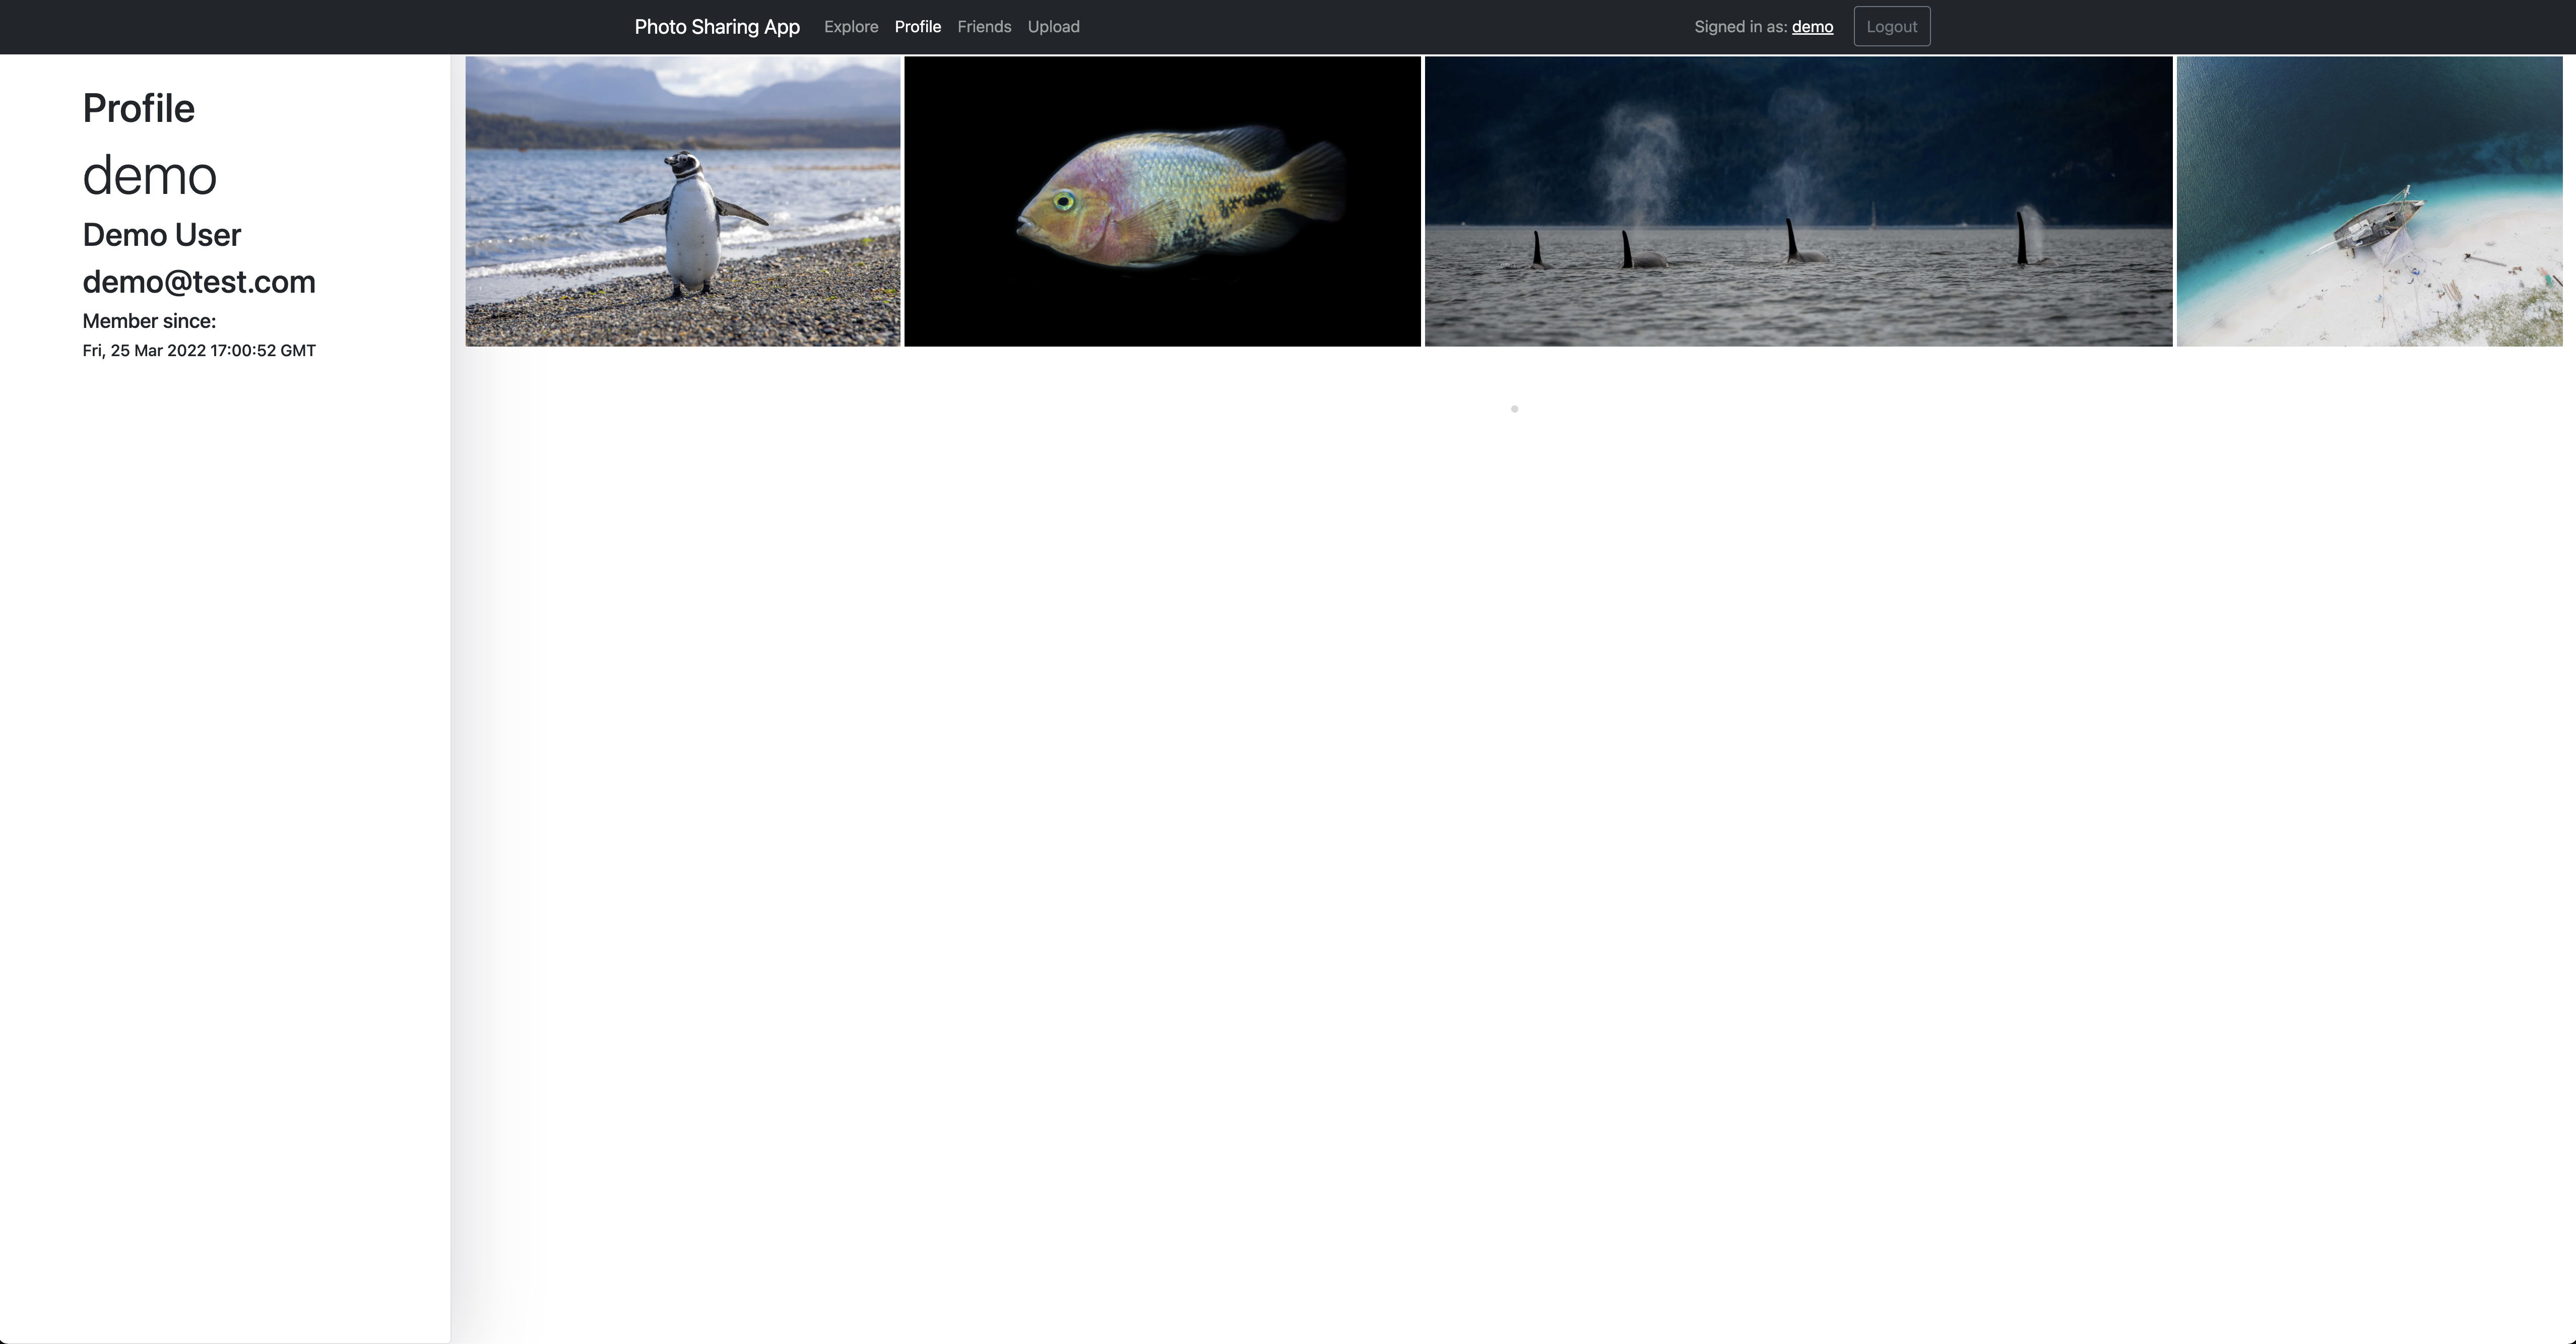 Photo Sharing App Explore Profile Friends Upload Signed in as: demo Logout
Profile
demo
Demo User
demo@test.com
Member since:
Fri, 25 Mar 2022 17:00:52 GMT